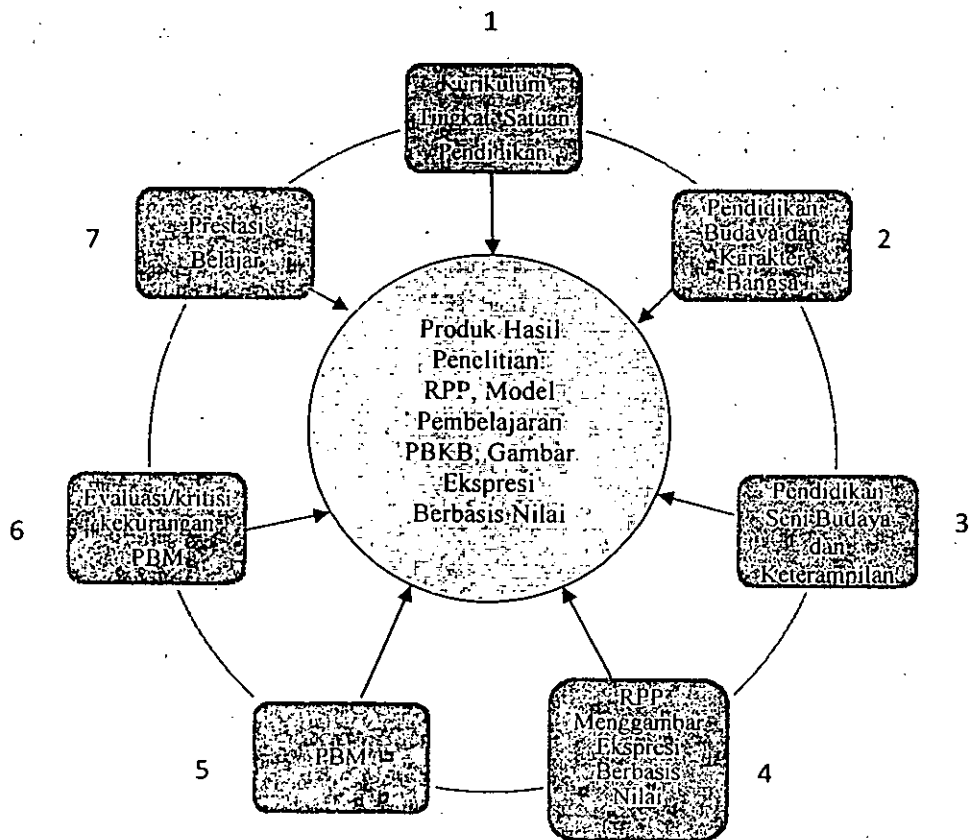 1
Kurikulum
Tingkat Satuan
Pendidikan
2
Pendidikan
Budaya dan
Karakter
Bangsa
3
Pendidikan
Seni Budaya
dan
Keterampilan
4
RPP
Menggambar
Ekspresi
Berbasis
Nilai
5
PBM
6
Evaluasi/kritisi
kekurangan
PBM
7
Prestasi
Belajar
Produk Hasil
Penelitian:
RPP, Model
Pembelajaran
PBKB, Gambar
Ekspresi
Berbasis Nilai